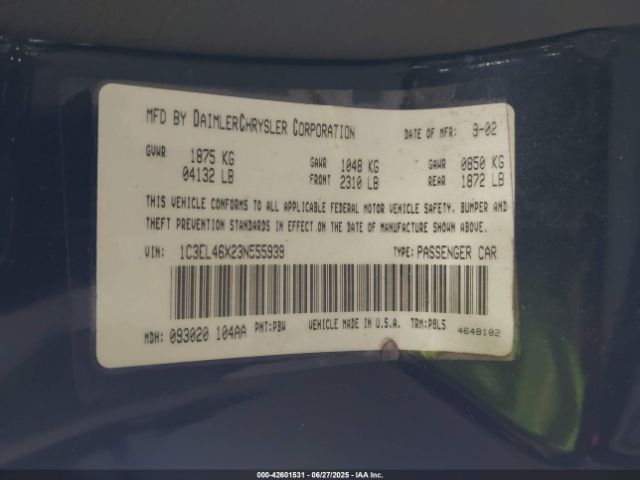 MFD BY DAIMLERCHRYSLER CORPORATION DATE OF MFR: 9-02
GVWR 1875 KG GAWR 1048 KG GAWR 0850 KG
04132 LB FRONT 2310 LB REAR 1872 LB
THIS VEHICLE CONFORMS TO ALL APPLICABLE FEDERAL MOTOR VEHICLE SAFETY, BUMPER AND
THEFT PREVENTION STANDARDS IN EFFECT ON THE DATE OF MANUFACTURE SHOWN ABOVE.
VIN: 1C3EL46X23N555939 TYPE: PASSENGER CAR
MDH: 093020 104AA PNT: PBW VEHICLE MADE IN U.S.A. TRM: PBLS 4648102
000-42601531 - 06/27/2025 - IAA Inc.